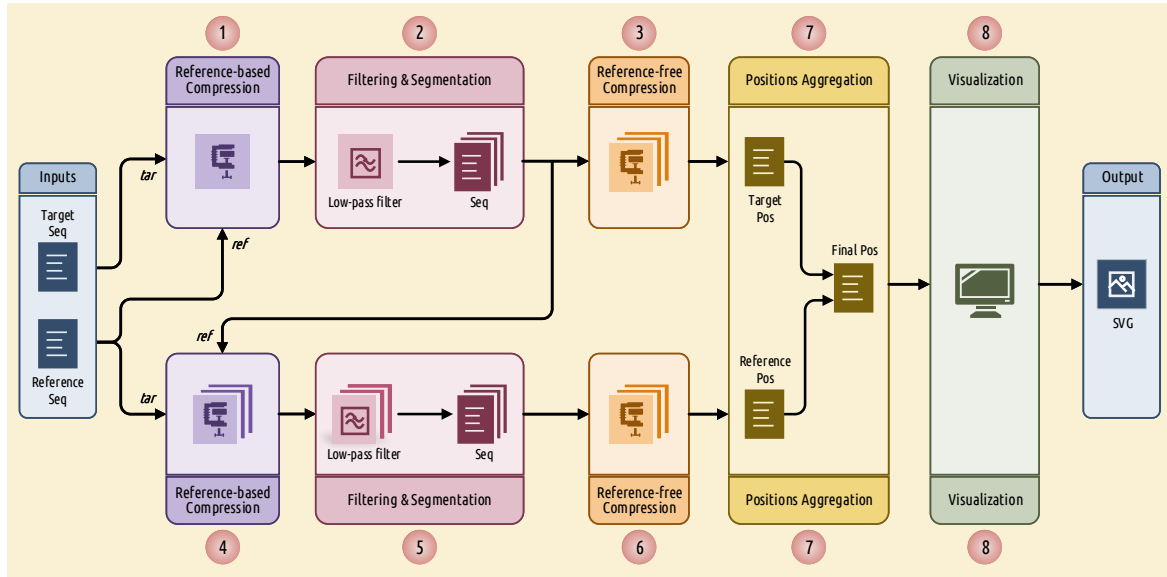 1
2
3
7
8
Reference-based
Compression
Filtering & Segmentation
Reference-free
Compression
Positions Aggregation
Visualization
Inputs
Target
Seq
Reference
Seq
tar
ref
Low-pass filter
Seq
Target
Pos
Final Pos
Reference
Pos
Output
SVG
ref
tar
Low-pass filter
Seq
Reference-based
Compression
Filtering & Segmentation
Reference-free
Compression
Positions Aggregation
Visualization
4
5
6
7
8